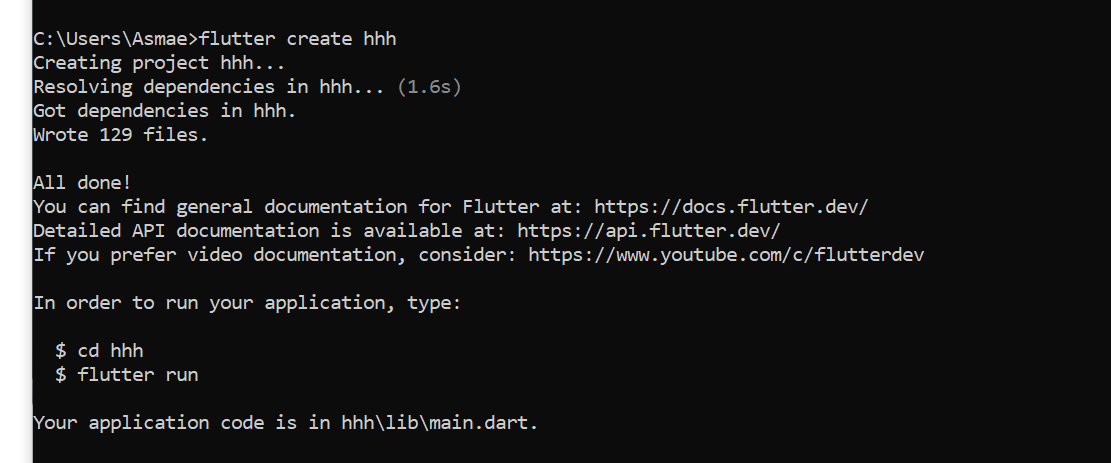 C:\Users\Asmae>flutter create hhh
Creating project hhh...
Resolving dependencies in hhh... (1.6s)
Got dependencies in hhh.
Wrote 129 files.
All done!
You can find general documentation for Flutter at: https://docs.flutter.dev/
Detailed API documentation is available at: https://api.flutter.dev/
If you prefer video documentation, consider: https://www.youtube.com/c/flutterdev
In order to run your application, type:
$ cd hhh
$ flutter run
Your application code is in hhh\lib\main.dart.